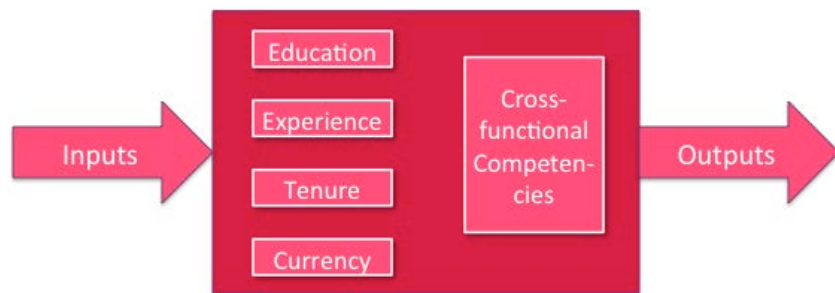 Education
Experience
Tenure
Currency
Inputs
Cross-
functional
Competen-
cies
Outputs